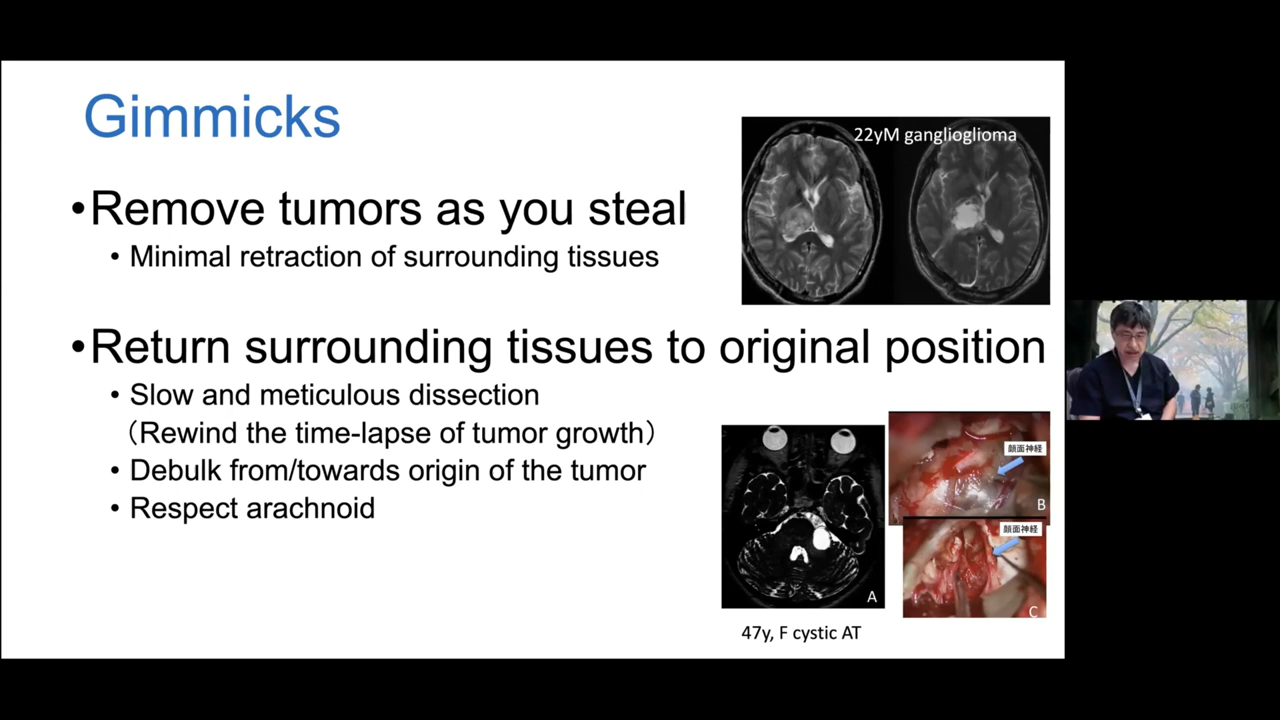 Gimmicks
•Remove tumors as you steal
• Minimal retraction of surrounding tissues
•Return surrounding tissues to original position
• Slow and meticulous dissection
（Rewind the time-lapse of tumor growth）
• Debulk from/towards origin of the tumor
• Respect arachnoid
22yM ganglioglioma
顔面神経
B
顔面神経
A
C
47y, F cystic AT